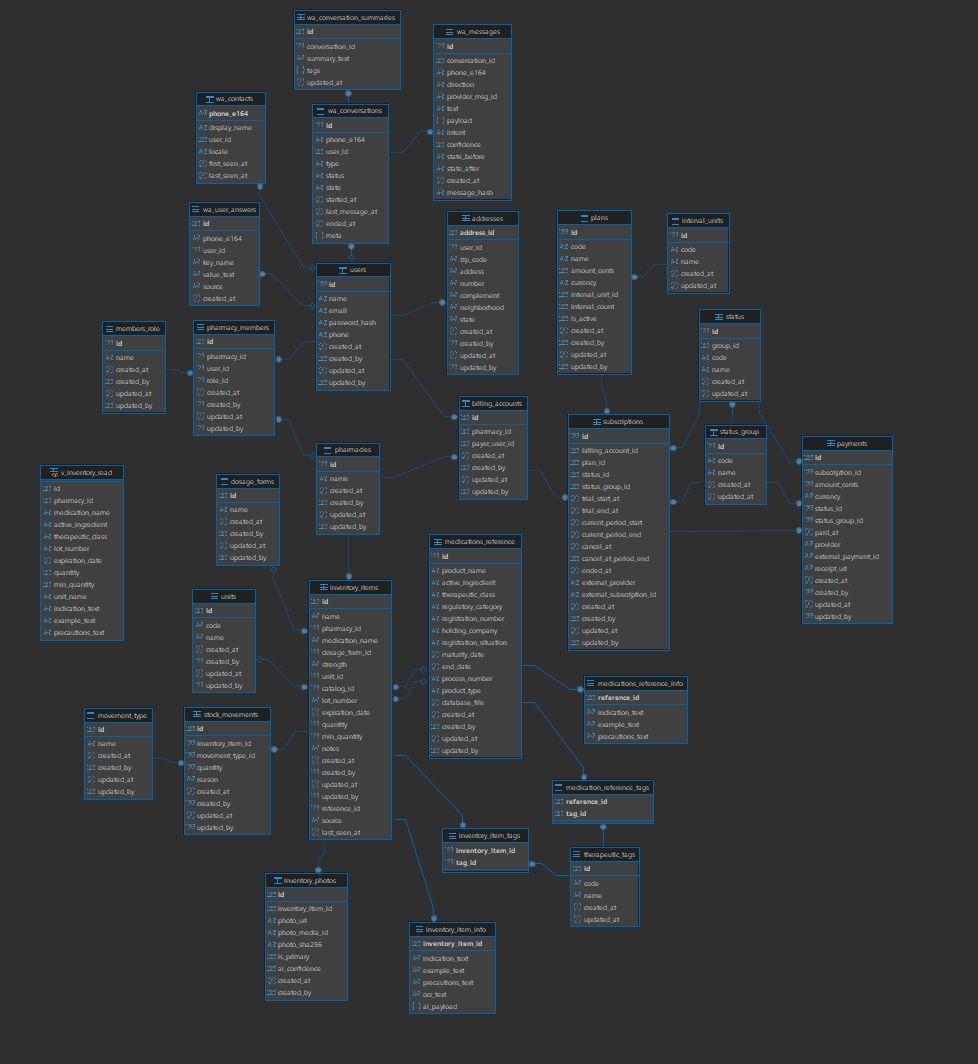 wa_conversation_summaries
id
conversation_id
summary_text
tags
updated_at
wa_messages
id
conversation_id
phone_e164
direction
provider_msg_id
text
payload
intent
confidence
state_before
state_after
created_at
message_hash
wa_contacts
phone_e164
display_name
user_id
locale
first_seen_at
last_seen_at
wa_conversations
id
phone_e164
user_id
type
status
state
started_at
last_message_at
ended_at
meta
wa_user_answers
id
phone_e164
user_id
key_name
value_text
source
created_at
addresses
address_id
user_id
zip_code
address
number
complement
neighborhood
state
created_at
created_by
updated_at
updated_by
plans
id
code
name
amount_cents
currency
interval_unit_id
interval_count
is_active
created_at
created_by
updated_at
updated_by
interval_units
id
code
name
created_at
updated_at
users
id
name
email
password_hash
phone
created_at
created_by
updated_at
updated_by
members_role
id
name
created_at
created_by
updated_at
updated_by
pharmacy_members
id
pharmacy_id
user_id
role_id
created_at
created_by
updated_at
updated_by
status
id
group_id
code
name
created_at
updated_at
billing_accounts
id
pharmacy_id
payer_user_id
created_at
created_by
updated_at
updated_by
subscriptions
id
billing_account_id
plan_id
status_id
status_group_id
trial_start_at
trial_end_at
current_period_start
current_period_end
cancel_at
cancel_at_period_end
ended_at
external_provider
external_subscription_id
created_at
created_by
updated_at
updated_by
status_group
id
code
name
created_at
updated_at
payments
id
subscription_id
amount_cents
currency
status_id
status_group_id
paid_at
provider
external_payment_id
receipt_url
created_at
created_by
updated_at
updated_by
v_inventory_read
id
pharmacy_id
medication_name
active_ingredient
therapeutic_class
lot_number
expiration_date
quantity
min_quantity
unit_name
indication_text
example_text
precautions_text
dosage_forms
id
name
created_at
created_by
updated_at
updated_by
pharmacies
id
name
created_at
created_by
updated_at
updated_by
medications_reference
id
product_name
active_ingredient
therapeutic_class
regulatory_category
registration_number
holding_company
registration_situation
maturity_date
end_date
process_number
product_type
database_file
created_at
created_by
updated_at
updated_by
units
id
code
name
created_at
created_by
updated_at
updated_by
inventory_items
id
name
pharmacy_id
medication_name
dosage_form_id
strength
unit_id
catalog_id
lot_number
expiration_date
quantity
min_quantity
notes
created_at
created_by
updated_at
updated_by
reference_id
source
last_seen_at
medications_reference_info
reference_id
indication_text
example_text
precautions_text
movement_type
id
name
created_at
created_by
updated_at
updated_by
stock_movements
id
inventory_item_id
movement_type_id
quantity
reason
created_at
created_by
updated_at
updated_by
medication_reference_tags
reference_id
tag_id
inventory_item_tags
inventory_item_id
tag_id
therapeutic_tags
id
code
name
created_at
updated_at
inventory_photos
id
inventory_item_id
photo_url
photo_media_id
photo_sha256
is_primary
ai_confidence
created_at
created_by
inventory_item_info
inventory_item_id
indication_text
example_text
precautions_text
ocr_text
ai_payload